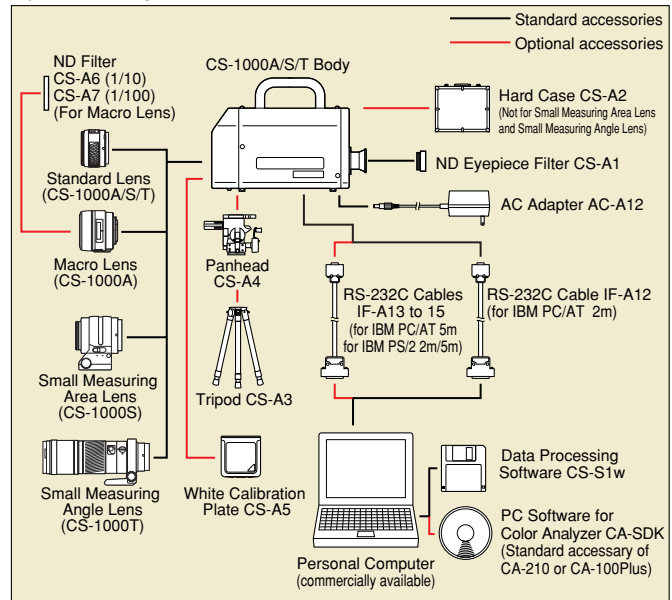 Standard accessories
Optional accessories
ND Filter
CS-A6 (1/10)
CS-A7 (1/100)
(For Macro Lens)
CS-1000A/S/T Body
Hard Case CS-A2
(Not for Small Measuring Area Lens
and Small Measuring Angle Lens)
Standard Lens
(CS-1000A/S/T)
ND Eyepiece Filter CS-A1
AC Adapter AC-A12
Macro Lens
(CS-1000A)
Panhead
CS-A4
RS-232C Cables
IF-A13 to 15
(for IBM PC/AT 5m
for IBM PS/2 2m/5m)
RS-232C Cable IF-A12
(for IBM PC/AT 2m)
Small Measuring
Area Lens
(CS-1000S)
Tripod CS-A3
Small Measuring
Angle Lens
(CS-1000T)
White Calibration
Plate CS-A5
Personal Computer
(commercially available)
Data Processing
Software CS-S1w
PC Software for
Color Analyzer CA-SDK
(Standard accessary of
CA-210 or CA-100Plus)